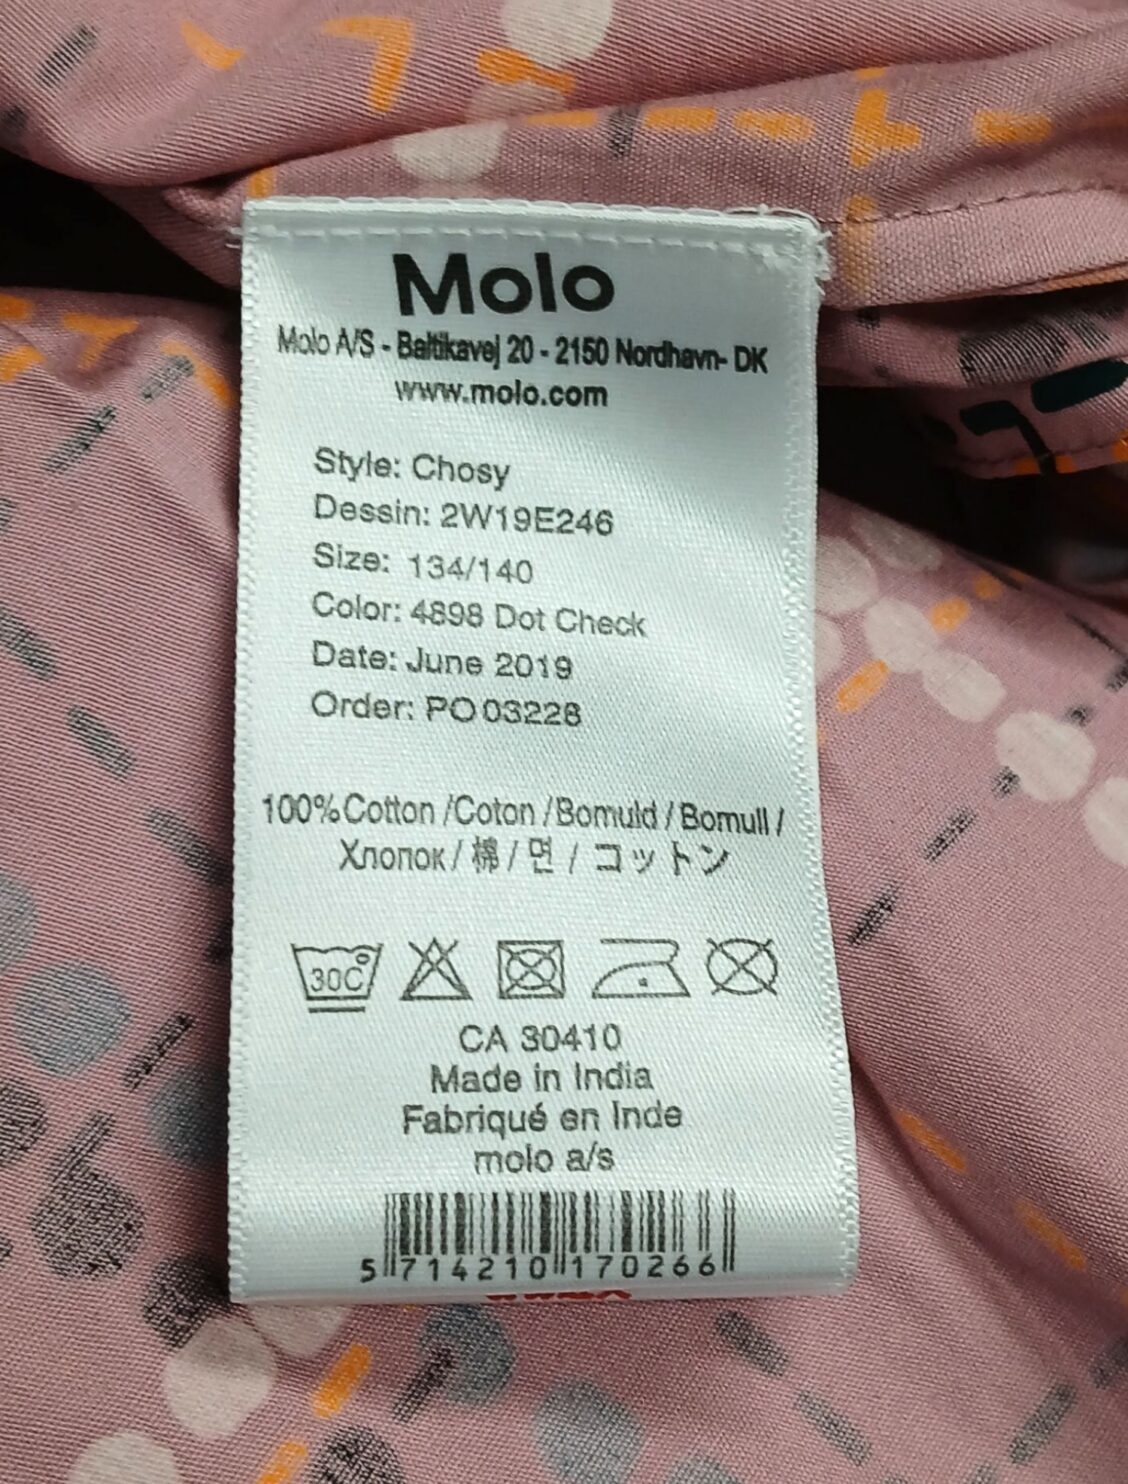 Molo
Molo A/S - Baltikavej 20 - 2150 Nordhavn- DK
www.molo.com
Style: Chosy
Dessin: 2W19E246
Size: 134/140
Color: 4898 Dot Check
Date: June 2019
Order: PO 03228
100%Cotton /Coton /Bomuld / Bomull /
Хлопок / 棉 / 면 / コットン
30C°
CA 30410
Made in India
Fabriqué en Inde
molo a/s
5 714210 170266